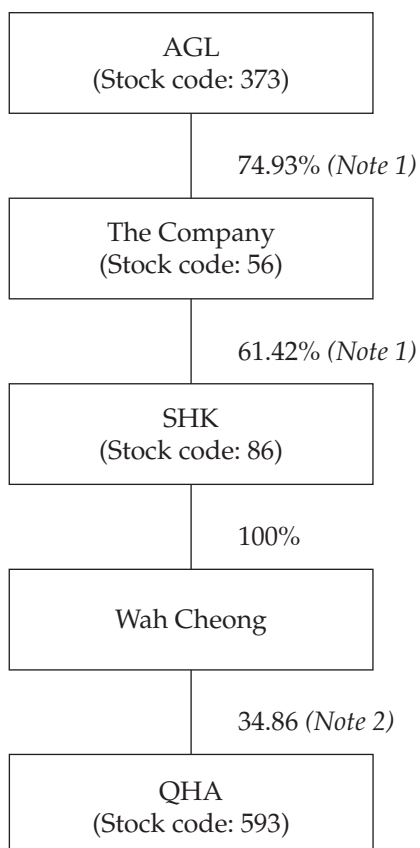 AGL
(Stock code: 373)
74.93% (Note 1)
The Company
(Stock code: 56)
61.42% (Note 1)
SHK
(Stock code: 86)
100%
Wah Cheong
34.86 (Note 2)
QHA
(Stock code: 593)